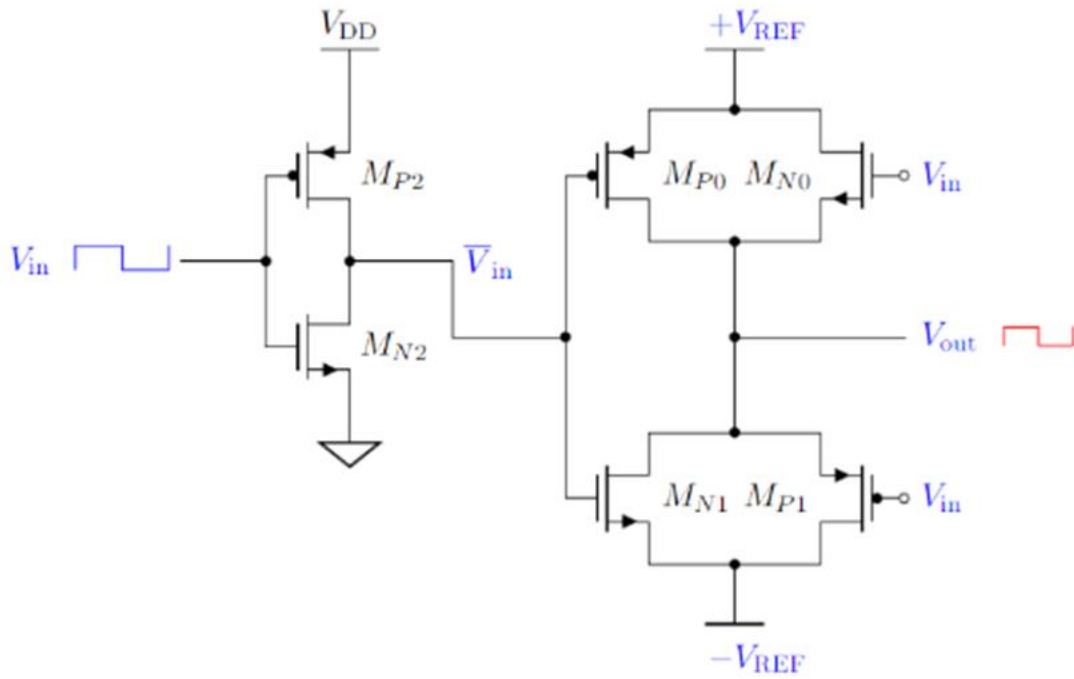 V_DD
+V_REF
M_P2
M_P0
M_N0
V_in
V_in
V̅_in
M_N2
V_out
M_N1
M_P1
V_in
−V_REF